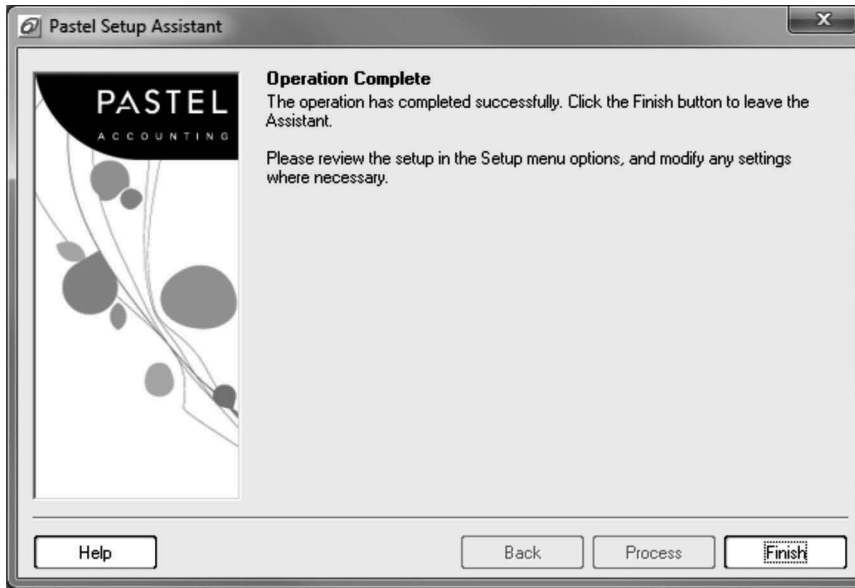 Pastel Setup Assistant
PASTEL
ACCOUNTING
Operation Complete
The operation has completed successfully. Click the Finish button to leave the
Assistant.
Please review the setup in the Setup menu options, and modify any settings
where necessary.
Help
Back
Process
Finish